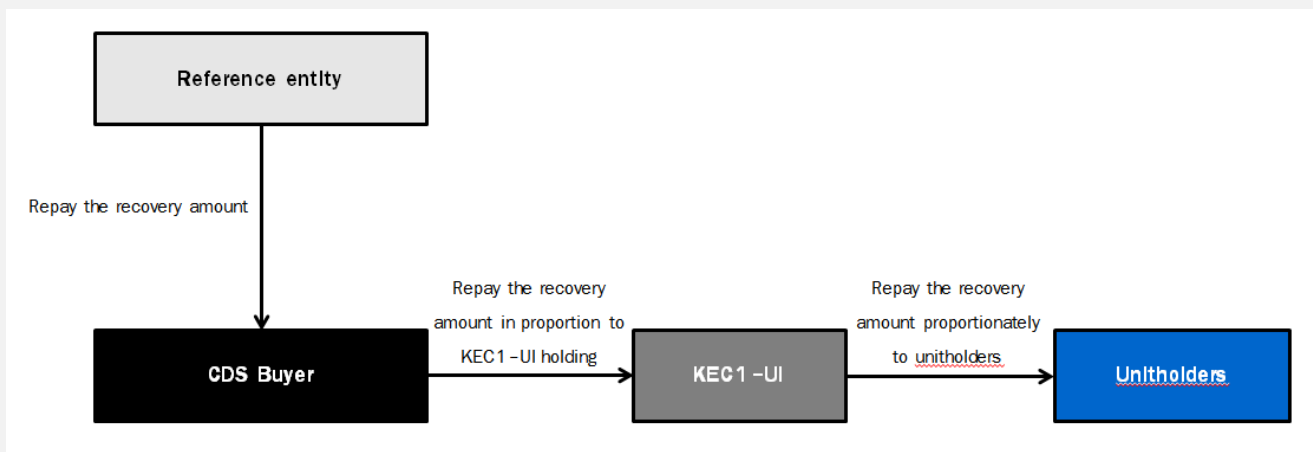 Reference entity
Repay the recovery amount
Repay the recovery
amount in proportion to
KEC1-UI holding
Repay the recovery
amount proportionately
to unitholders
CDS Buyer
KEC1-UI
Unitholders